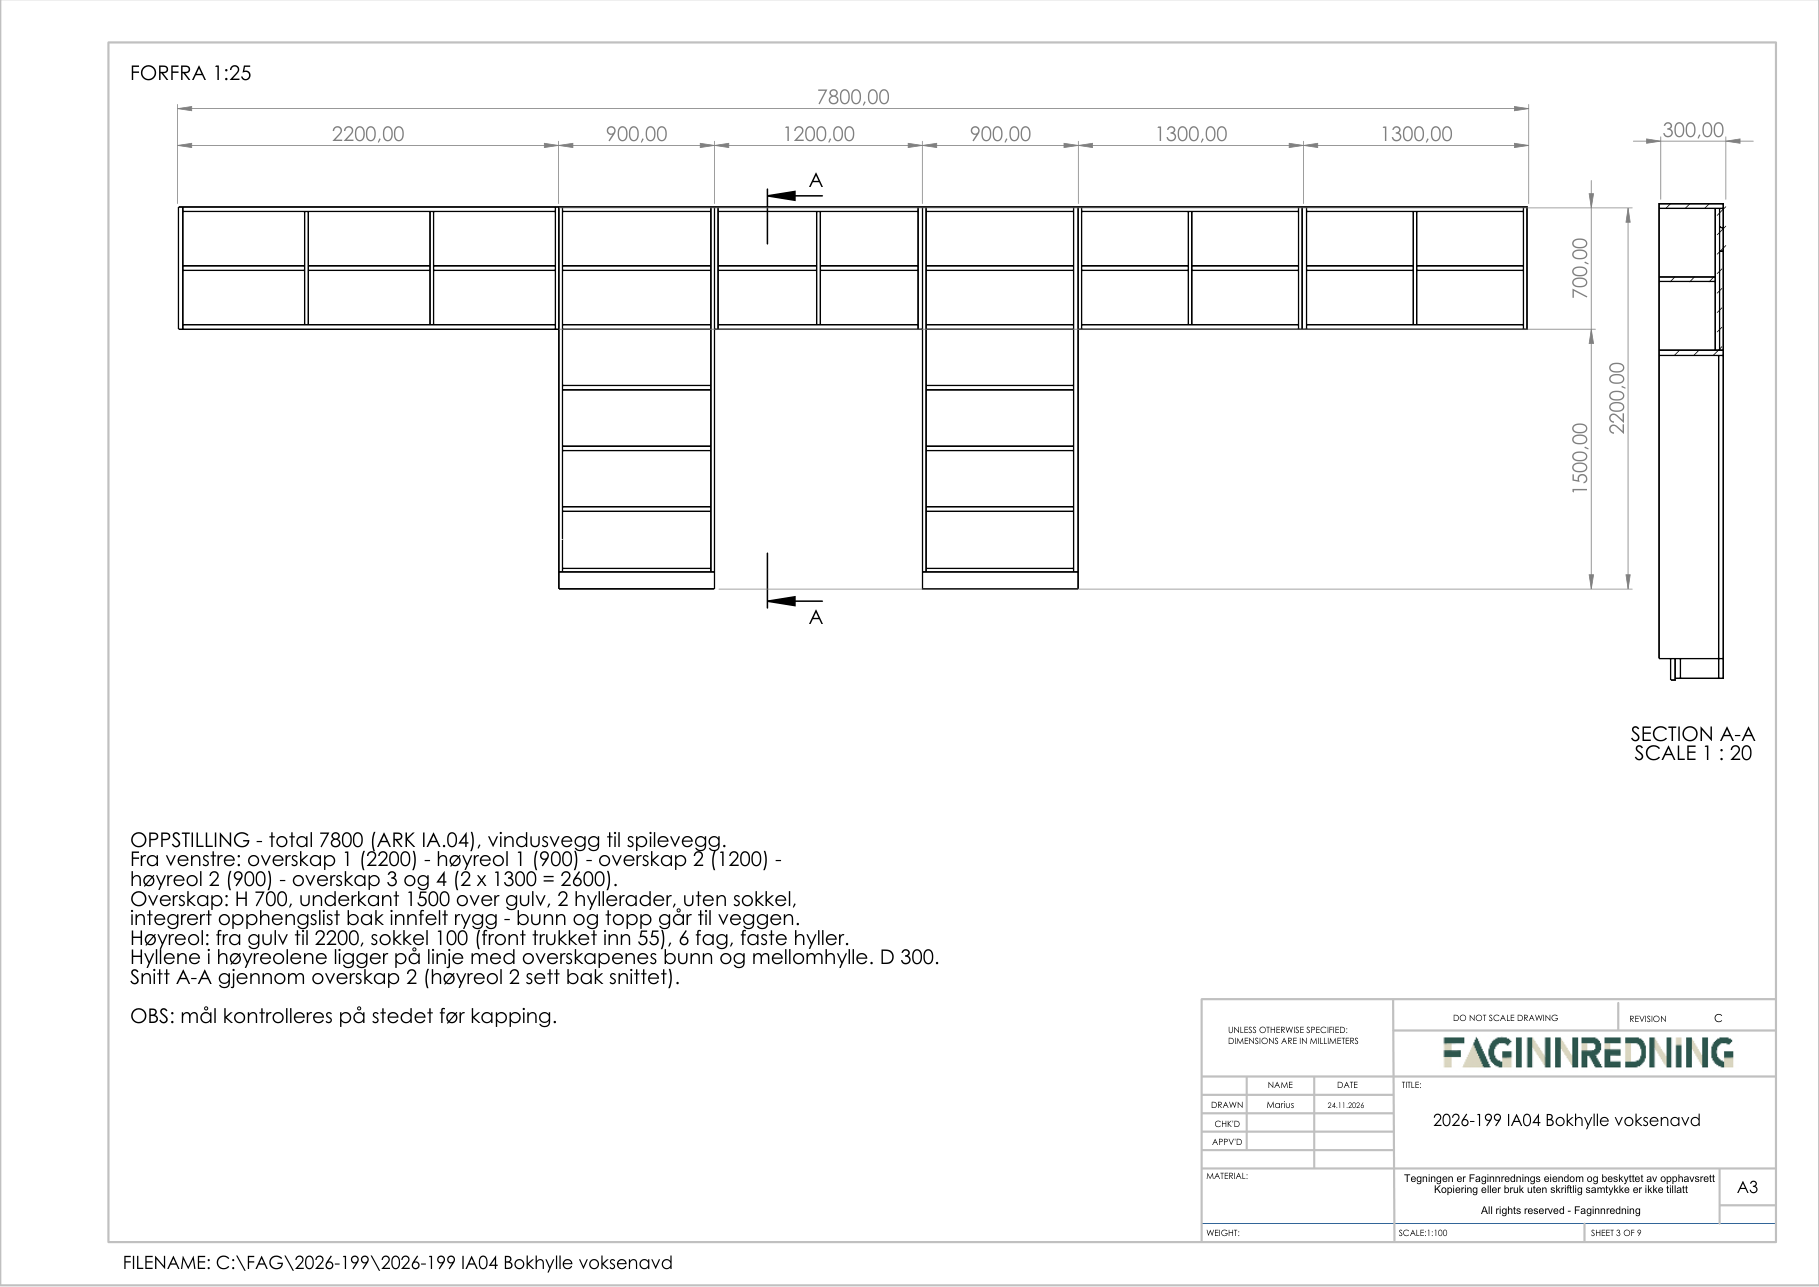 FORFRA 1:25
7800,00
2200,00
900,00
1200,00
900,00
1300,00
1300,00
300,00
A
700,00
2200,00
1500,00
A
SECTION A-A
SCALE 1 : 20
OPPSTILLING - total 7800 (ARK IA.04), vindusvegg til spilevegg.
Fra venstre: overskap 1 (2200) - høyreol 1 (900) - overskap 2 (1200) -
høyreol 2 (900) - overskap 3 og 4 (2 x 1300 = 2600).
Overskap: H 700, underkant 1500 over gulv, 2 hyllerader, uten sokkel,
integrert opphengslist bak innfelt rygg - bunn og topp går til veggen.
Høyreol: fra gulv til 2200, sokkel 100 (front trukket inn 55), 6 fag, faste hyller.
Hyllene i høyreolene ligger på linje med overskapenes bunn og mellomhylle. D 300.
Snitt A-A gjennom overskap 2 (høyreol 2 sett bak snittet).
OBS: mål kontrolleres på stedet før kapping.
UNLESS OTHERWISE SPECIFIED:
DIMENSIONS ARE IN MILLIMETERS
DO NOT SCALE DRAWING
REVISION C
FAGINNREDNING
NAME DATE
DRAWN Marius 24.11.2026
CHK'D
APPV'D
TITLE:
2026-199 IA04 Bokhylle voksenavd
MATERIAL:
Tegningen er Faginnrednings eiendom og beskyttet av opphavsrett
Kopiering eller bruk uten skriftlig samtykke er ikke tillatt
All rights reserved - Faginnredning
A3
WEIGHT:
SCALE:1:100
SHEET 3 OF 9
FILENAME: C:\FAG\2026-199\2026-199 IA04 Bokhylle voksenavd